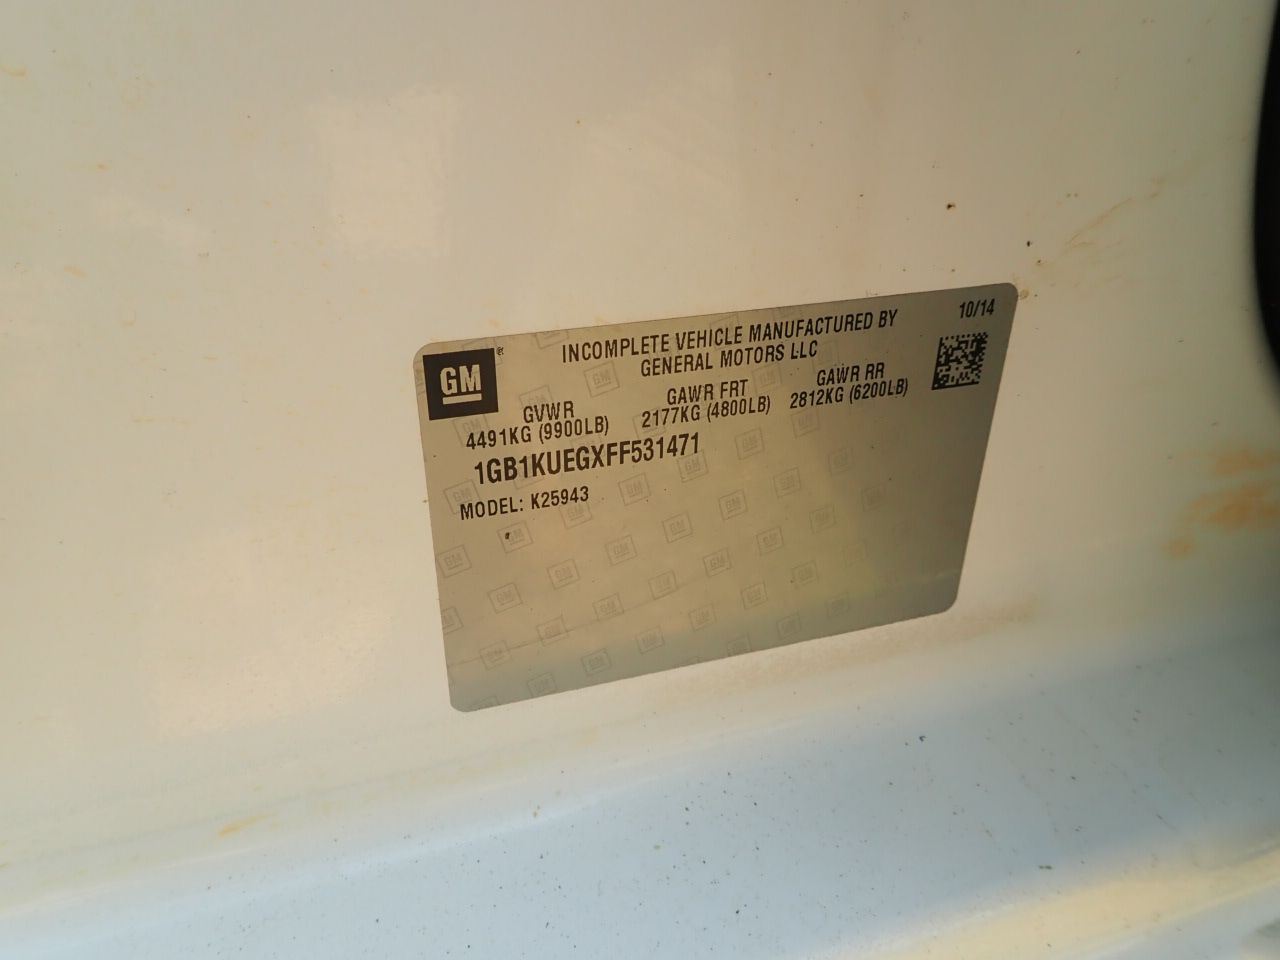 GM
INCOMPLETE VEHICLE MANUFACTURED BY
GENERAL MOTORS LLC
10/14
GVWR
4491KG (9900LB)
GAWR FRT
2177KG (4800LB)
GAWR RR
2812KG (6200LB)
1GB1KUEGXFF531471
MODEL: K25943